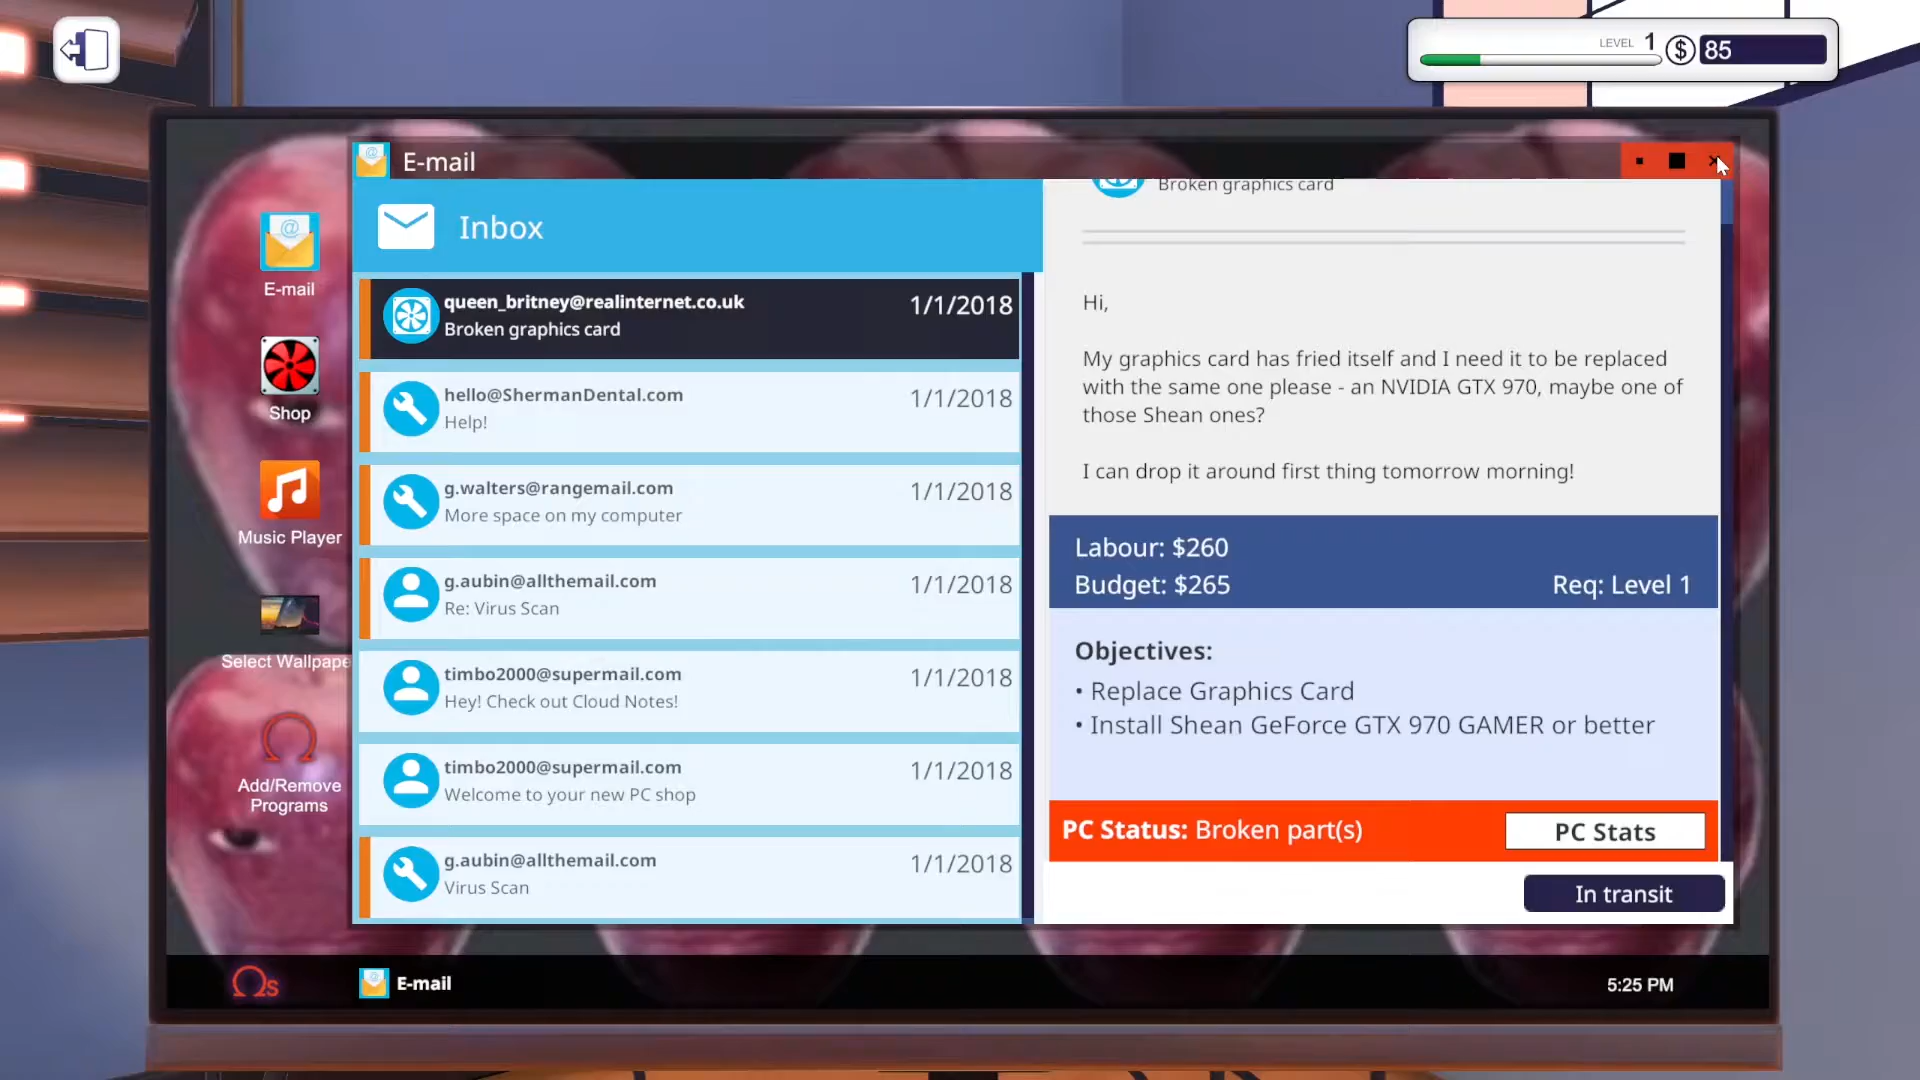 LEVEL 1
$ 85
E-mail
Inbox
queen_britney@realinternet.co.uk 1/1/2018
Broken graphics card
hello@ShermanDental.com 1/1/2018
Help!
g.walters@rangemail.com 1/1/2018
More space on my computer
g.aubin@allthemail.com 1/1/2018
Re: Virus Scan
timbo2000@supermail.com 1/1/2018
Hey! Check out Cloud Notes!
timbo2000@supermail.com 1/1/2018
Welcome to your new PC shop
g.aubin@allthemail.com 1/1/2018
Virus Scan
Broken graphics card
Hi,
My graphics card has fried itself and I need it to be replaced
with the same one please - an NVIDIA GTX 970, maybe one of
those Shean ones?
I can drop it around first thing tomorrow morning!
Labour: $260
Budget: $265 Req: Level 1
Objectives:
• Replace Graphics Card
• Install Shean GeForce GTX 970 GAMER or better
PC Status: Broken part(s) PC Stats
In transit
E-mail
Shop
Music Player
Select Wallpape
Add/Remove
Programs
Ωs
E-mail
5:25 PM